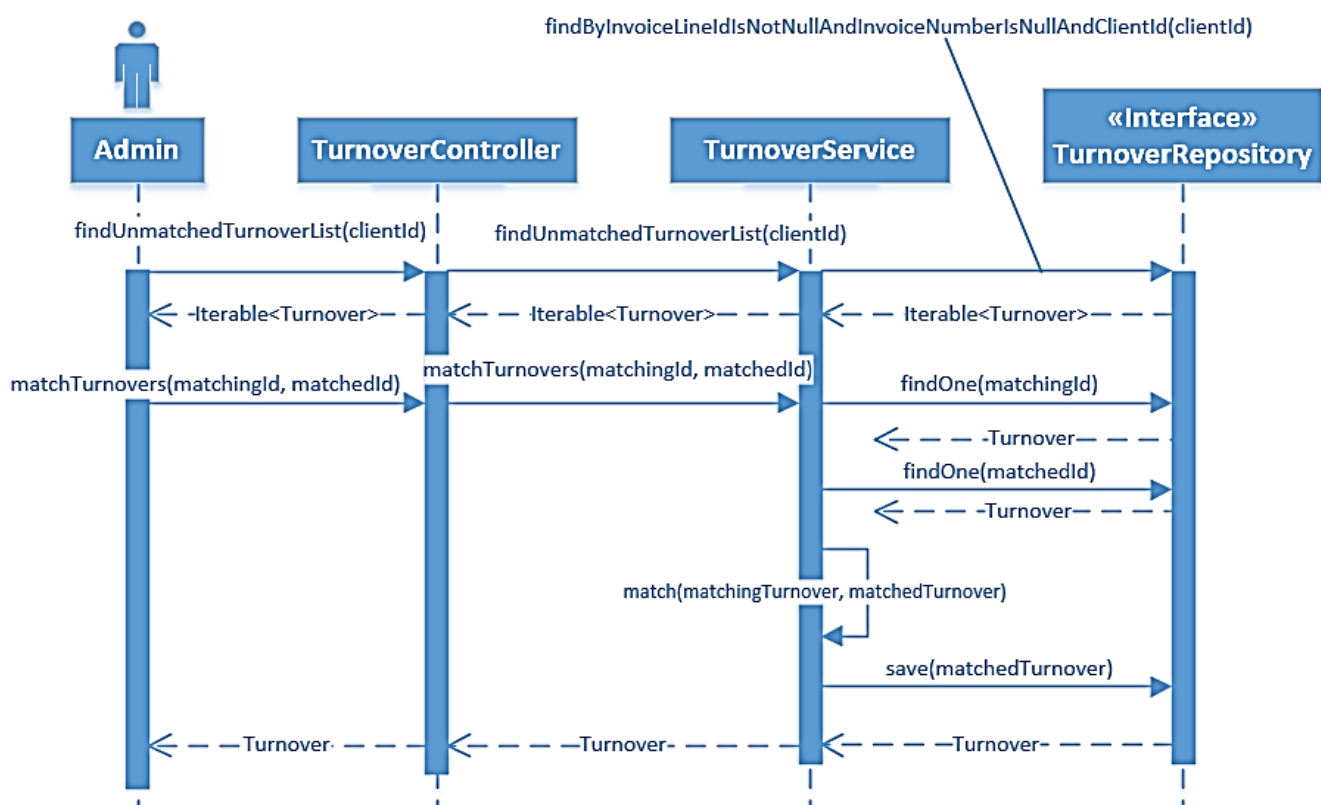 findByInvoiceLineIdIsNotNullAndInvoiceNumberIsNullAndClientId(clientId)
Admin
TurnoverController
TurnoverService
«Interface»
TurnoverRepository
findUnmatchedTurnoverList(clientId)
findUnmatchedTurnoverList(clientId)
Iterable<Turnover>
Iterable<Turnover>
Iterable<Turnover>
matchTurnovers(matchingId, matchedId)
matchTurnovers(matchingId, matchedId)
findOne(matchingId)
Turnover
findOne(matchedId)
Turnover
match(matchingTurnover, matchedTurnover)
save(matchedTurnover)
Turnover
Turnover
Turnover